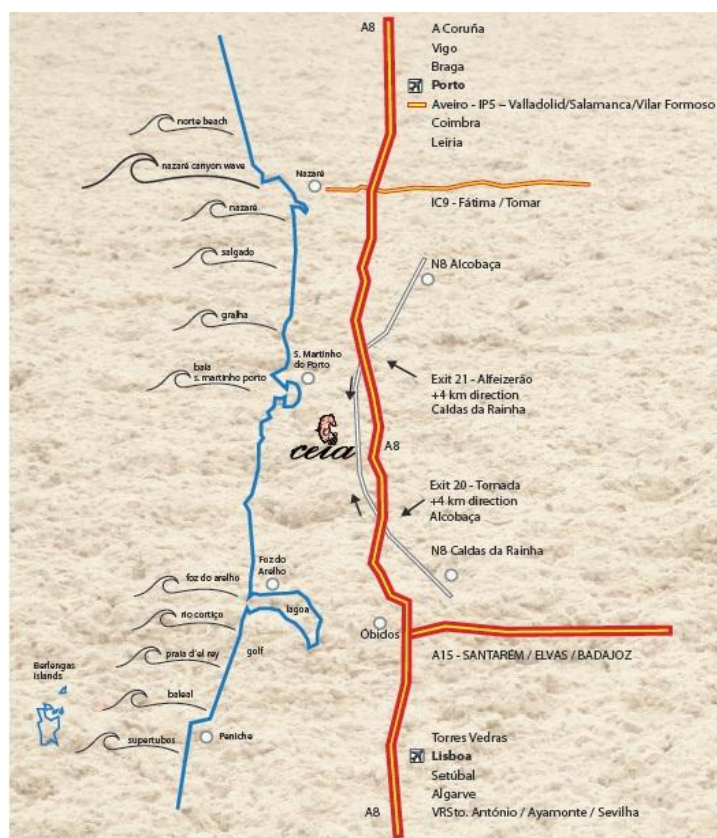 A8
A Coruña
Vigo
Braga
Porto
Aveiro - IP5 – Valladolid/Salamanca/Vilar Formoso
Coimbra
Leiria
norte beach
nazaré canyon wave
Nazaré
IC9 - Fátima / Tomar
nazaré
salgado
N8 Alcobaça
gralha
S. Martinho
do Porto
baía
s. martinho porto
Exit 21 - Alfeizerão
+4 km direction
Caldas da Rainha
ceia
A8
Exit 20 - Tornada
+4 km direction
Alcobaça
N8 Caldas da Rainha
Foz do
Arelho
foz do arelho
lagoa
rio cortiço
Óbidos
golf
praia d'el rey
A15 - SANTARÉM / ELVAS / BADAJOZ
Berlengas
Islands
baleal
supertubos
Peniche
Torres Vedras
Lisboa
Setúbal
Algarve
A8
VRSto. António / Ayamonte / Sevilha